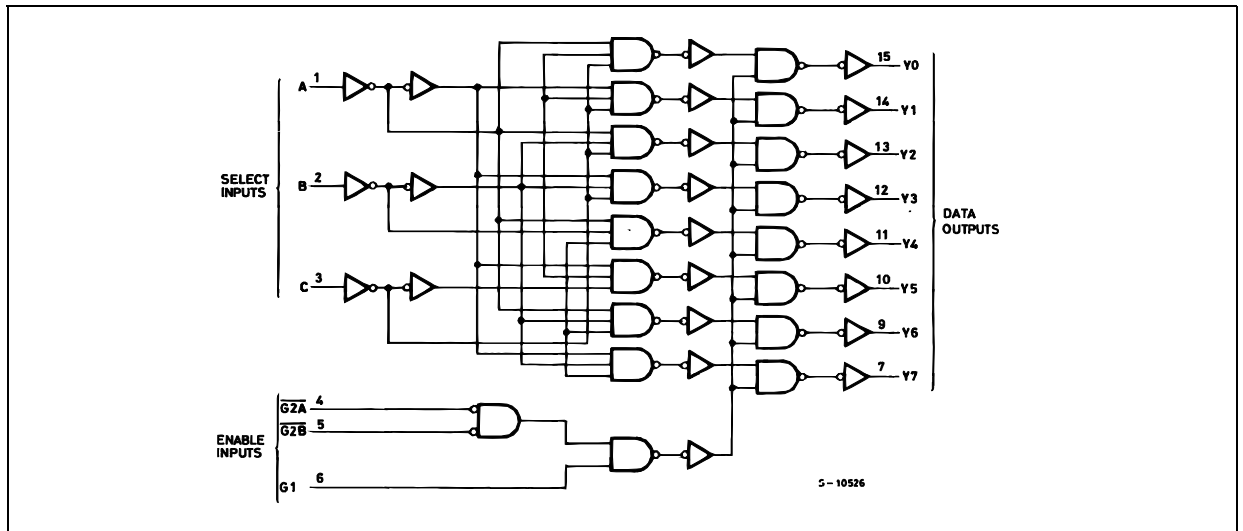 SELECT
INPUTS
A 1
B 2
C 3
ENABLE
INPUTS
G2A 4
G2B 5
G1 6
15 Y0
14 Y1
13 Y2
12 Y3
11 Y4
10 Y5
9 Y6
7 Y7
DATA
OUTPUTS
S-10526